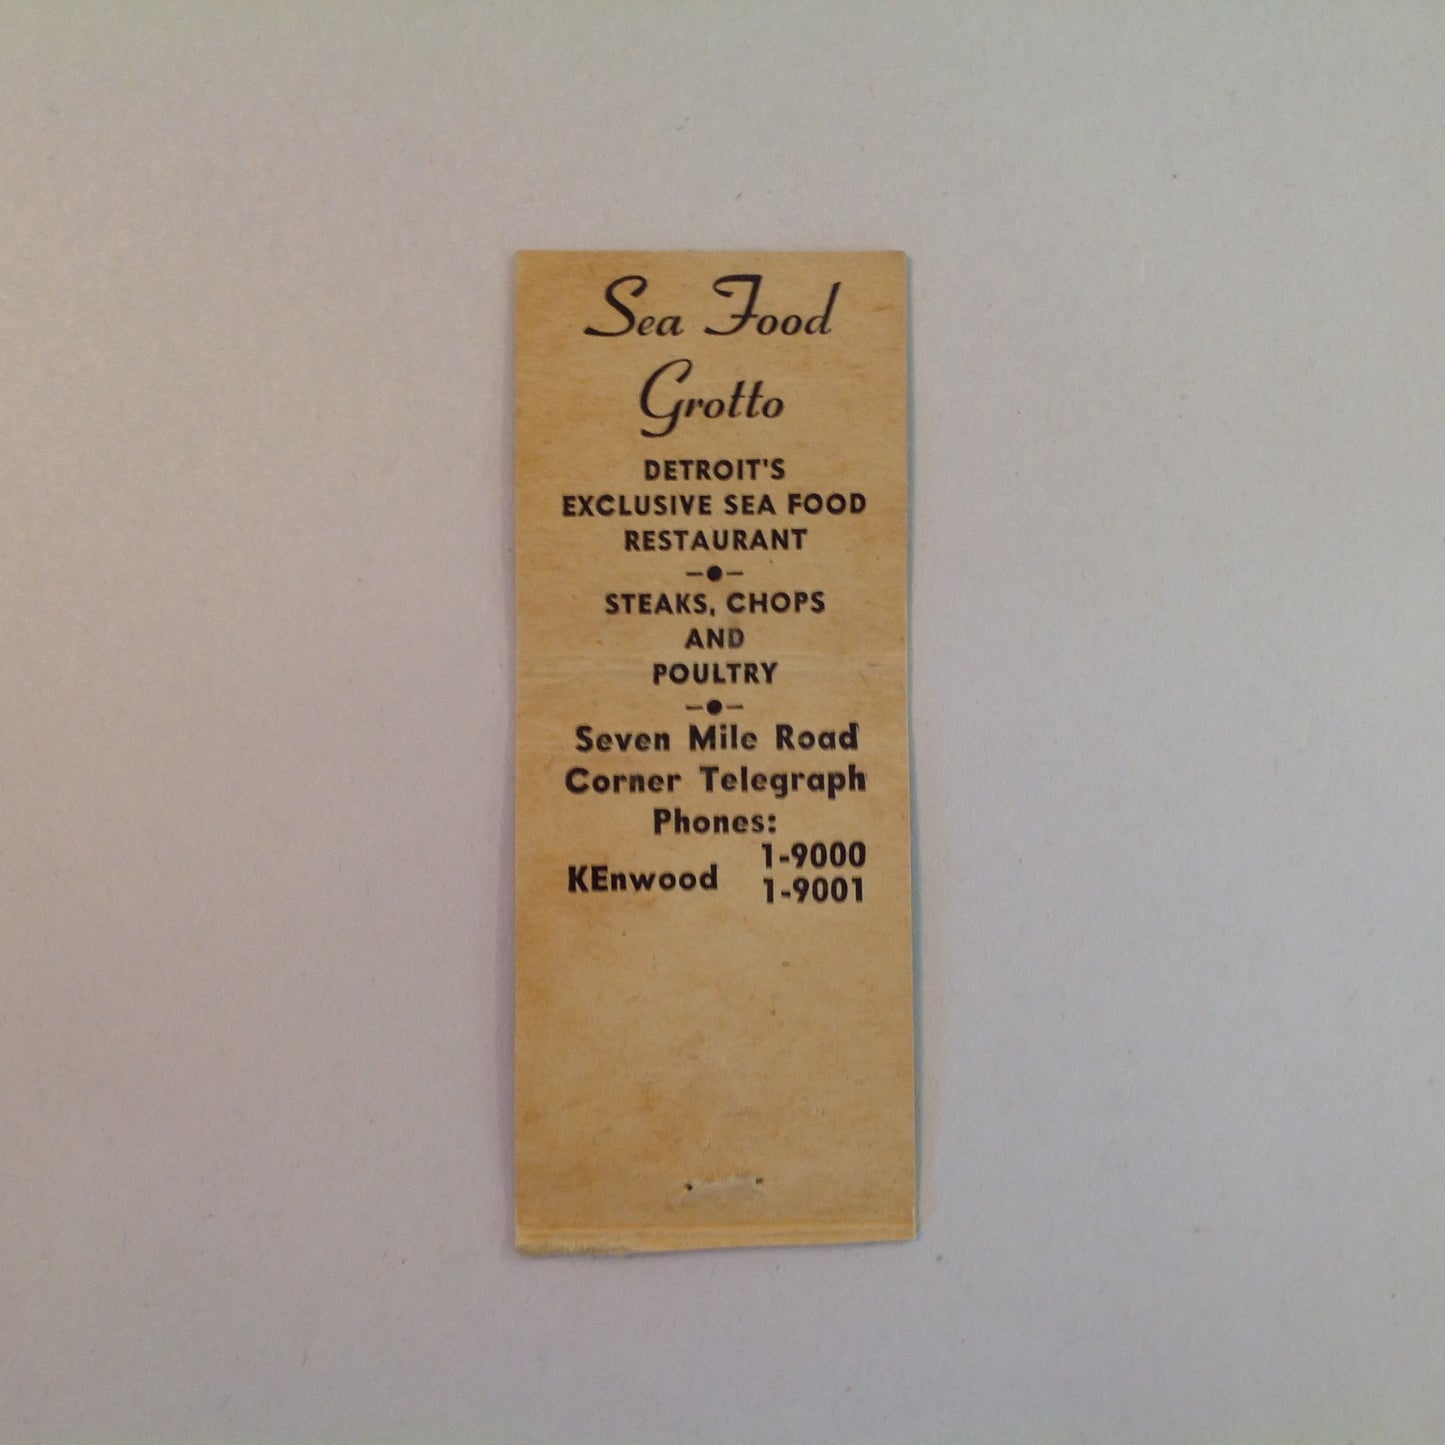 Sea Food
Grotto
DETROIT'S
EXCLUSIVE SEA FOOD
RESTAURANT
STEAKS, CHOPS
AND
POULTRY
Seven Mile Road
Corner Telegraph
Phones:
KEnwood 1-9000
1-9001